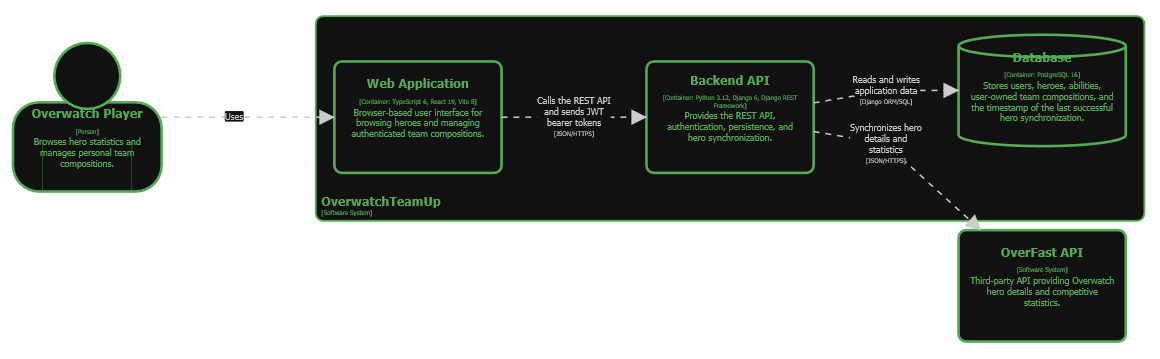 Overwatch Player
[Person]
Browses hero statistics and
manages personal team
compositions.
Uses
Web Application
[Container: TypeScript 6, React 19, Vite 8]
Browser-based user interface for
browsing heroes and managing
authenticated team compositions.
Calls the REST API
and sends JWT
bearer tokens
[JSON/HTTPS]
Backend API
[Container: Python 3.12, Django 6, Django REST
Framework]
Provides the REST API,
authentication, persistence, and
hero synchronization.
Reads and writes
application data
[Django ORM/SQL]
Synchronizes hero
details and
statistics
[JSON/HTTPS]
Database
[Container: PostgreSQL 16]
Stores users, heroes, abilities,
user-owned team compositions, and
the timestamp of the last successful
hero synchronization.
OverwatchTeamUp
[Software System]
OverFast API
[Software System]
Third-party API providing Overwatch
hero details and competitive
statistics.